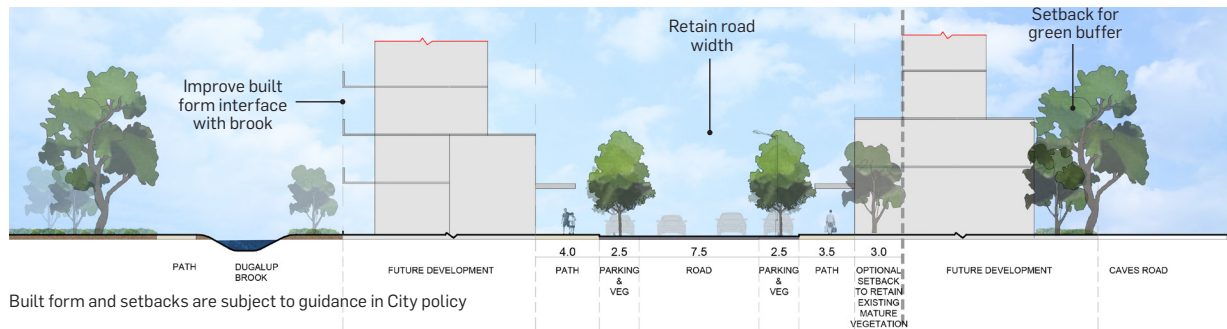 Setback for
green buffer
Retain road
width
Improve built
form interface
with brook
4.0
2.5
7.5
2.5
3.5
3.0
PATH
DUGALUP
BROOK
FUTURE DEVELOPMENT
PATH
PARKING
& VEG
ROAD
PARKING
& VEG
PATH
OPTIONAL
SETBACK
TO RETAIN
EXISTING
MATURE
VEGETATION
FUTURE DEVELOPMENT
CAVES ROAD
Built form and setbacks are subject to guidance in City policy